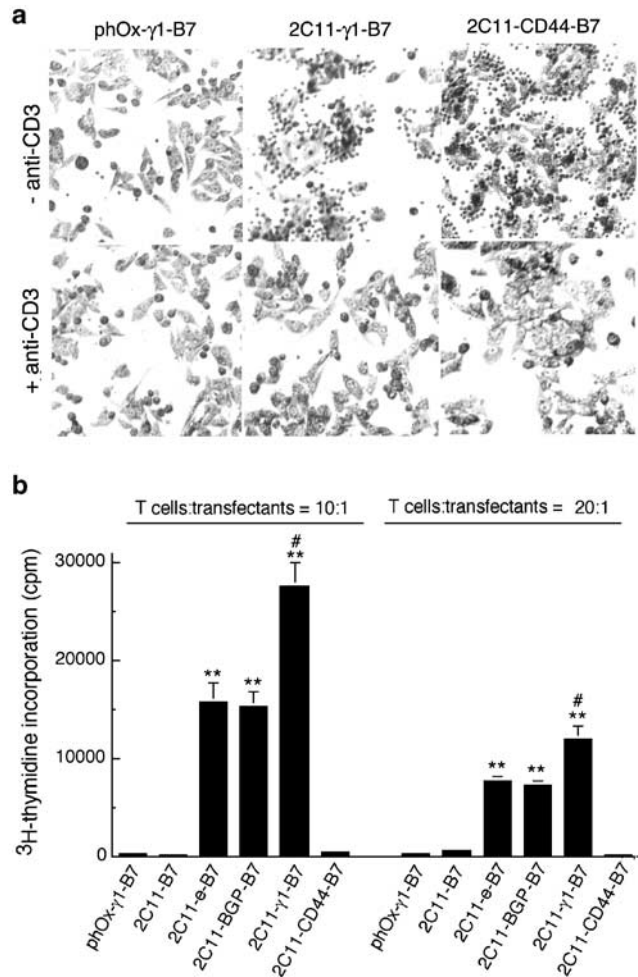 a
phOx-γ1-B7 2C11-γ1-B7 2C11-CD44-B7
- anti-CD3
+ anti-CD3
b
T cells:transfectants = 10:1 T cells:transfectants = 20:1
³H-thymidine incorporation (cpm)
30000
20000
10000
0
** ** # ** ** ** # **
phOx-γ1-B7 2C11-B7 2C11-e-B7 2C11-BGP-B7 2C11-γ1-B7 2C11-CD44-B7 phOx-γ1-B7 2C11-B7 2C11-e-B7 2C11-BGP-B7 2C11-γ1-B7 2C11-CD44-B7